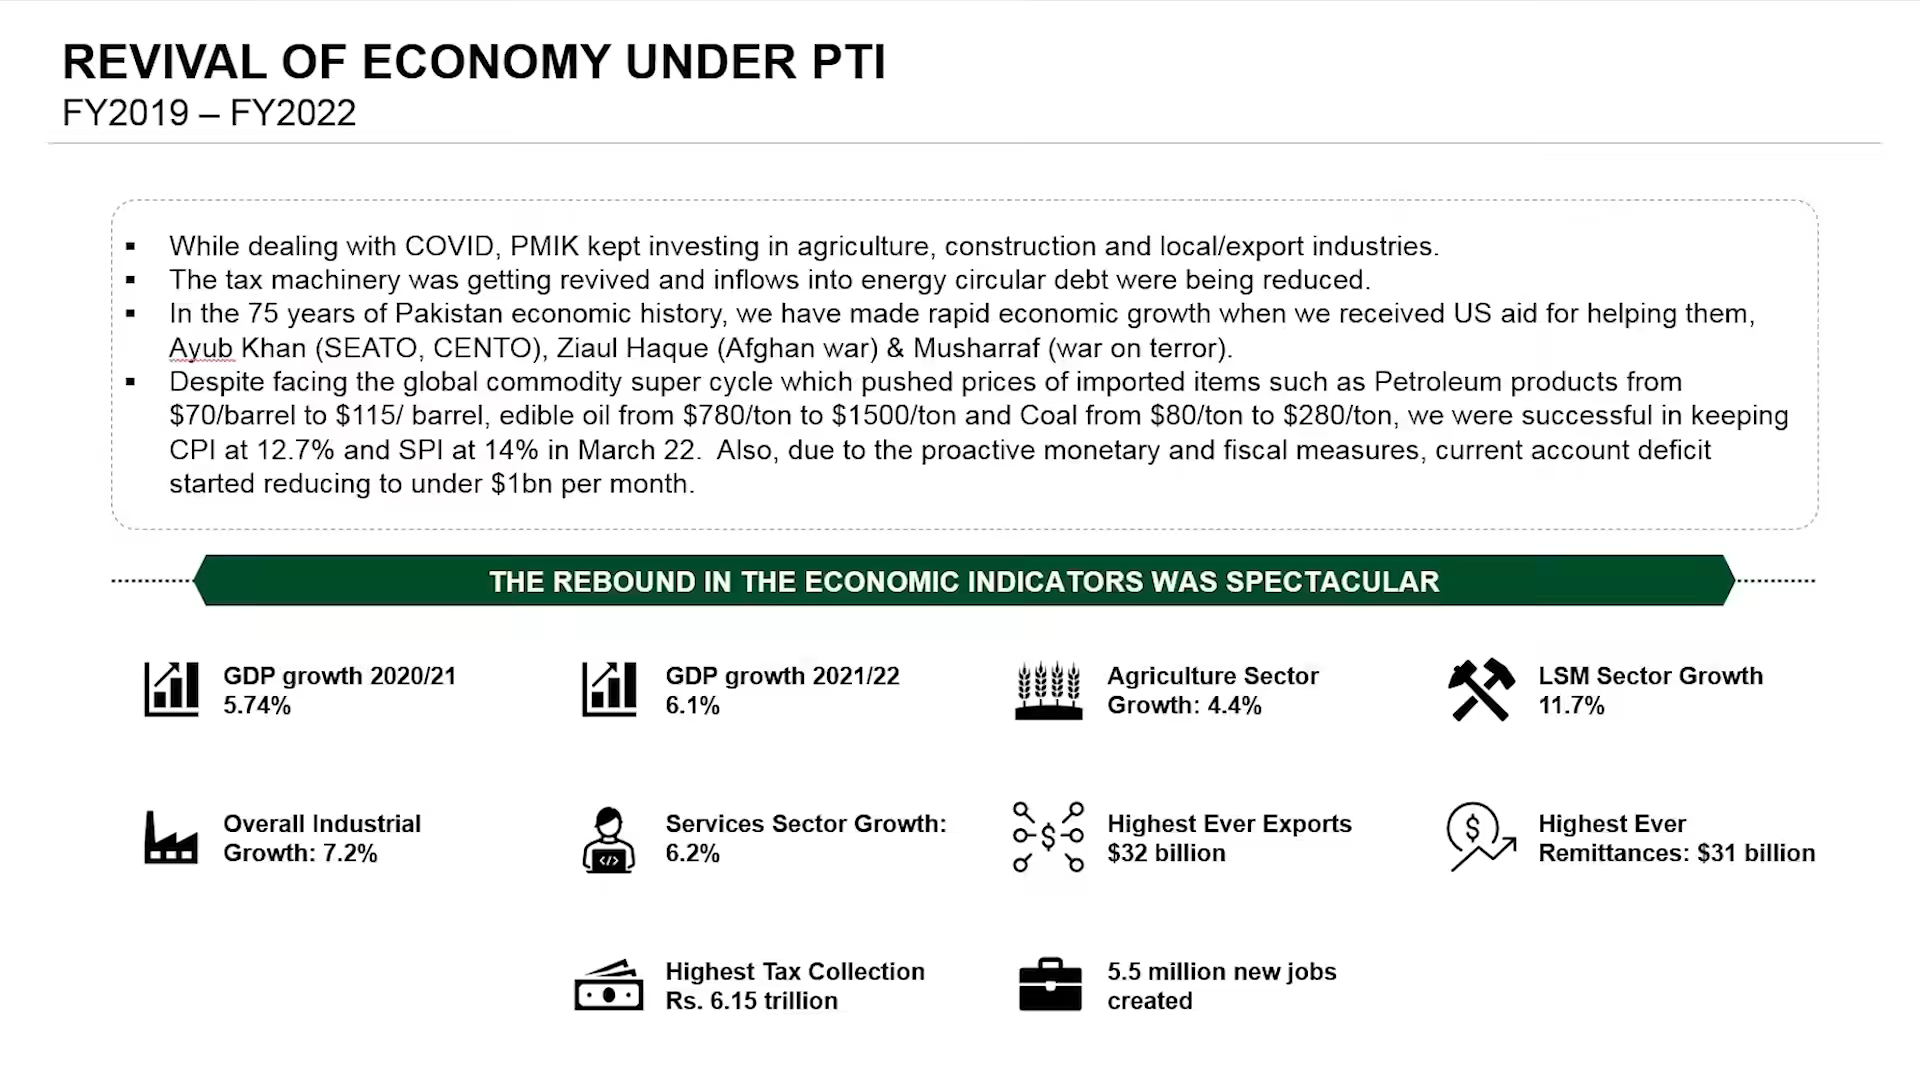 REVIVAL OF ECONOMY UNDER PTI
FY2019 – FY2022
▪ While dealing with COVID, PMIK kept investing in agriculture, construction and local/export industries.
▪ The tax machinery was getting revived and inflows into energy circular debt were being reduced.
▪ In the 75 years of Pakistan economic history, we have made rapid economic growth when we received US aid for helping them,
Ayub Khan (SEATO, CENTO), Ziaul Haque (Afghan war) & Musharraf (war on terror).
▪ Despite facing the global commodity super cycle which pushed prices of imported items such as Petroleum products from
$70/barrel to $115/ barrel, edible oil from $780/ton to $1500/ton and Coal from $80/ton to $280/ton, we were successful in keeping
CPI at 12.7% and SPI at 14% in March 22.  Also, due to the proactive monetary and fiscal measures, current account deficit
started reducing to under $1bn per month.
THE REBOUND IN THE ECONOMIC INDICATORS WAS SPECTACULAR
GDP growth 2020/21
5.74%
GDP growth 2021/22
6.1%
Agriculture Sector
Growth: 4.4%
LSM Sector Growth
11.7%
Overall Industrial
Growth: 7.2%
Services Sector Growth:
6.2%
$
Highest Ever Exports
$32 billion
$
Highest Ever
Remittances: $31 billion
Highest Tax Collection
Rs. 6.15 trillion
5.5 million new jobs
created